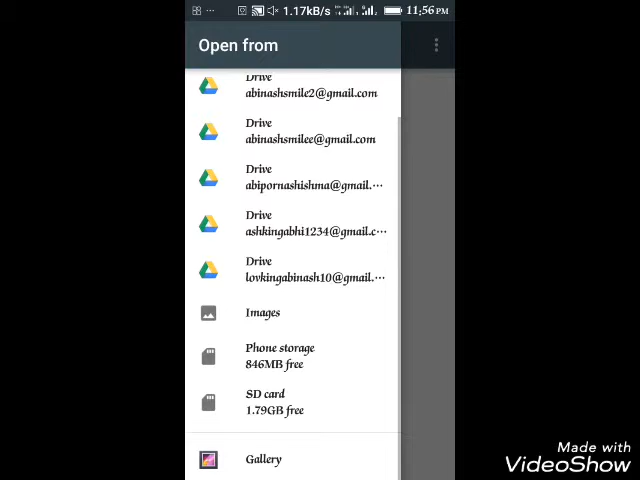 1.17kB/s 11:56 PM
Open from
Drive
abinashsmile2@gmail.com
Drive
abinashsmilee@gmail.com
Drive
abipornashishma@gmail.···
Drive
ashkingabhi1234@gmail.c···
Drive
lovkingabinash10@gmail.···
Images
Phone storage
846MB free
SD card
1.79GB free
Gallery
Made with
VideoShow